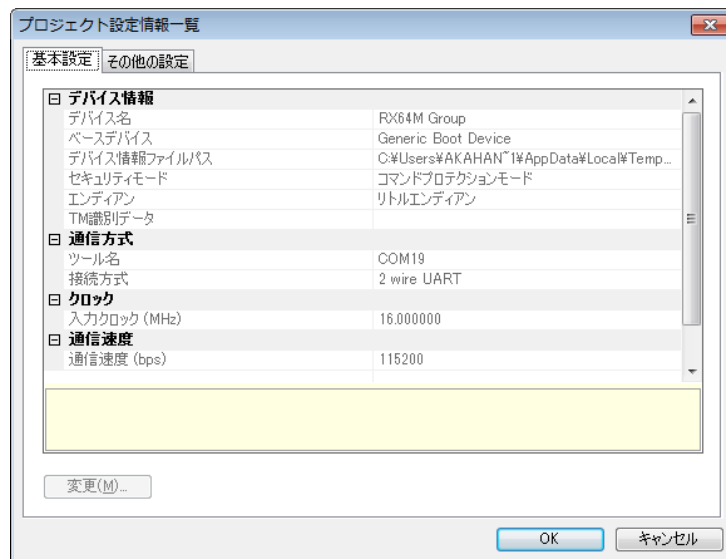 プロジェクト設定情報一覧
基本設定 その他の設定
デバイス情報
デバイス名 RX64M Group
ベースデバイス Generic Boot Device
デバイス情報ファイルパス C:¥Users¥AKAHAN~1¥AppData¥Local¥Temp...
セキュリティモード コマンドプロテクションモード
エンディアン リトルエンディアン
TM識別データ
通信方式
ツール名 COM19
接続方式 2 wire UART
クロック
入力クロック (MHz) 16.000000
通信速度
通信速度 (bps) 115200
変更(M)...
OK キャンセル